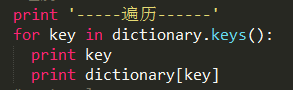 print '-----遍历------'
for key in dictionary.keys():
  print key
  print dictionary[key]